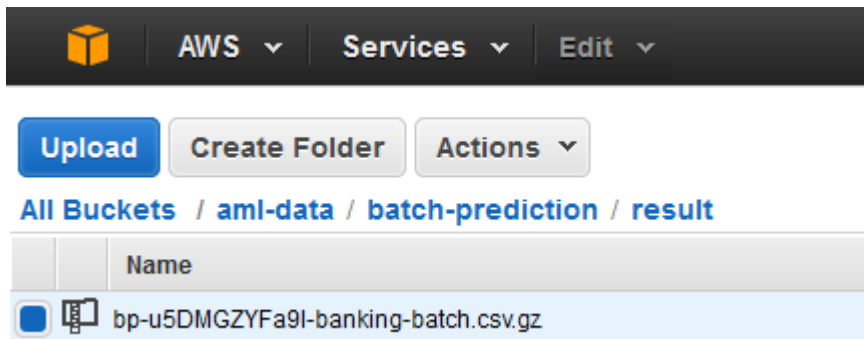 AWS Services Edit
Upload Create Folder Actions
All Buckets / aml-data / batch-prediction / result
Name
bp-u5DMGZYFa9I-banking-batch.csv.gz